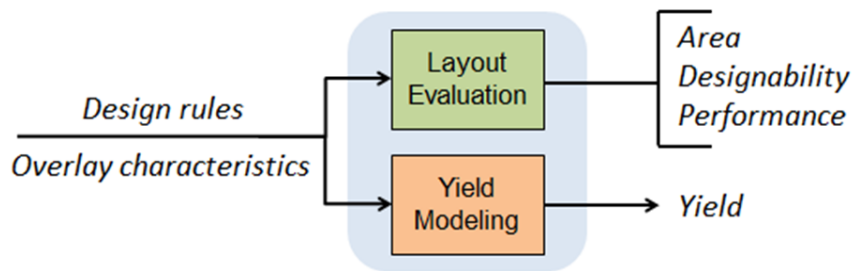 Design rules
Overlay characteristics
Layout
Evaluation
Yield
Modeling
Area
Designability
Performance
Yield